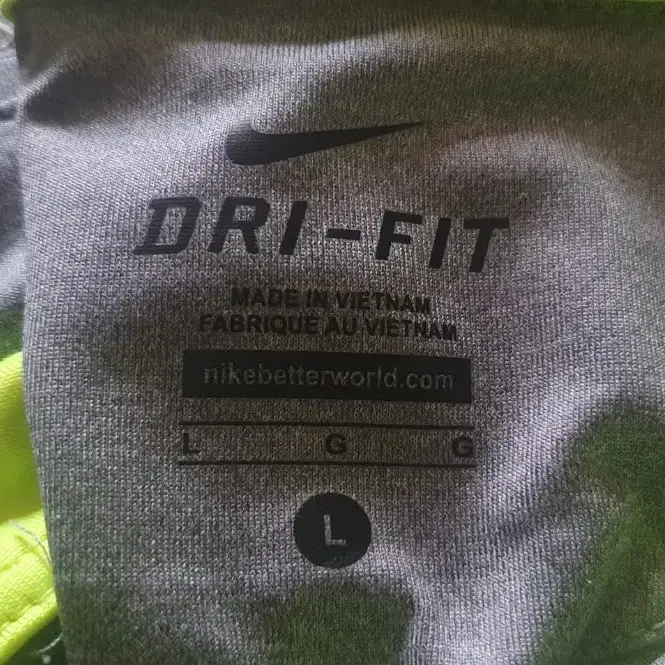 DRI-FIT
MADE IN VIETNAM
FABRIQUE AU VIETNAM
nikebetterworld.com
L G G
L